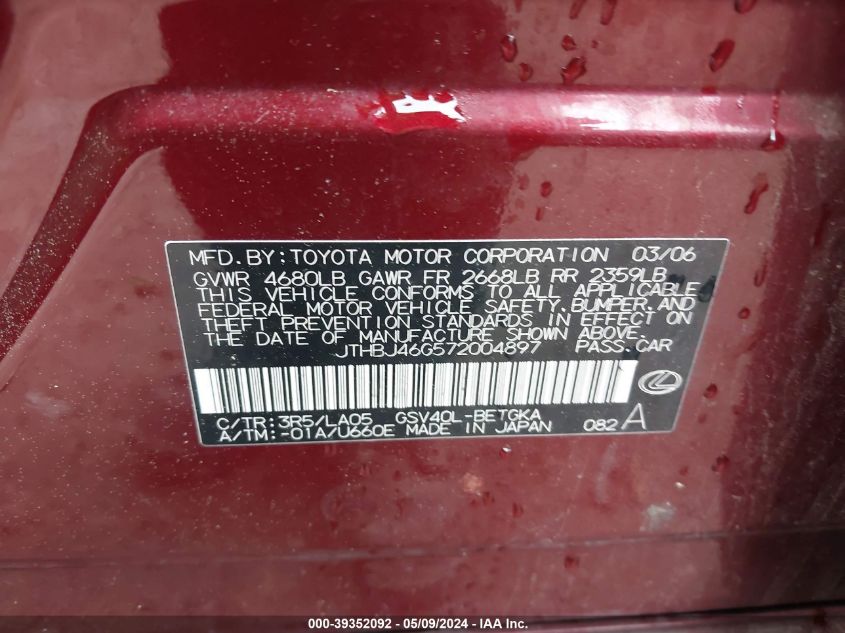 MFD.BY:TOYOTA MOTOR CORPORATION 03/06
GVWR 4680LB GAWR FR 2668LB RR 2359LB
THIS VEHICLE CONFORMS TO ALL APPLICABLE
FEDERAL MOTOR VEHICLE SAFETY,BUMPER,AND
THEFT PREVENTION STANDARDS IN EFFECT ON
THE DATE OF MANUFACTURE SHOWN ABOVE.
JTHBJ46G572004897 PASS.CAR
C/TR:3R5/LA05 GSV40L-BETGKA
A/TM:-01A/U660E MADE IN JAPAN 082 A
000-39352092 - 05/09/2024 - IAA Inc.